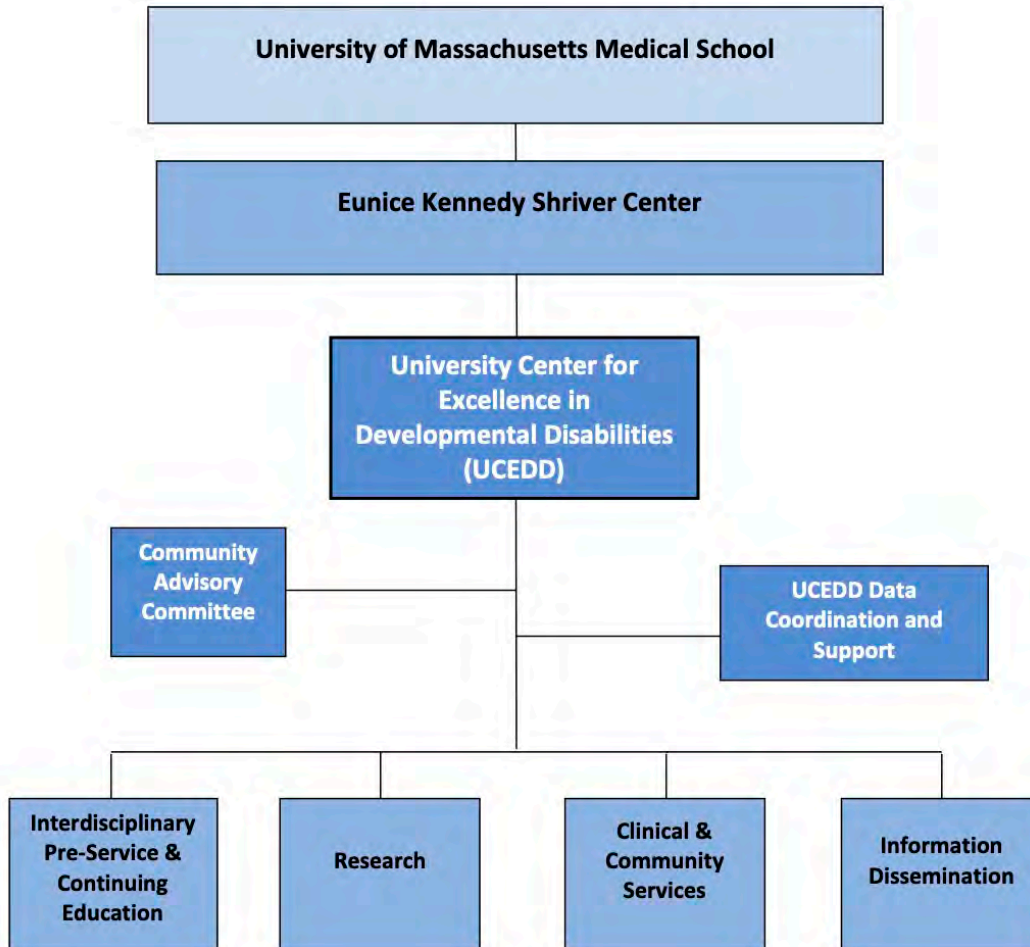 University of Massachusetts Medical School
Eunice Kennedy Shriver Center
University Center for
Excellence in
Developmental Disabilities
(UCEDD)
Community
Advisory
Committee
UCEDD Data
Coordination and
Support
Interdisciplinary
Pre-Service &
Continuing
Education
Research
Clinical &
Community
Services
Information
Dissemination